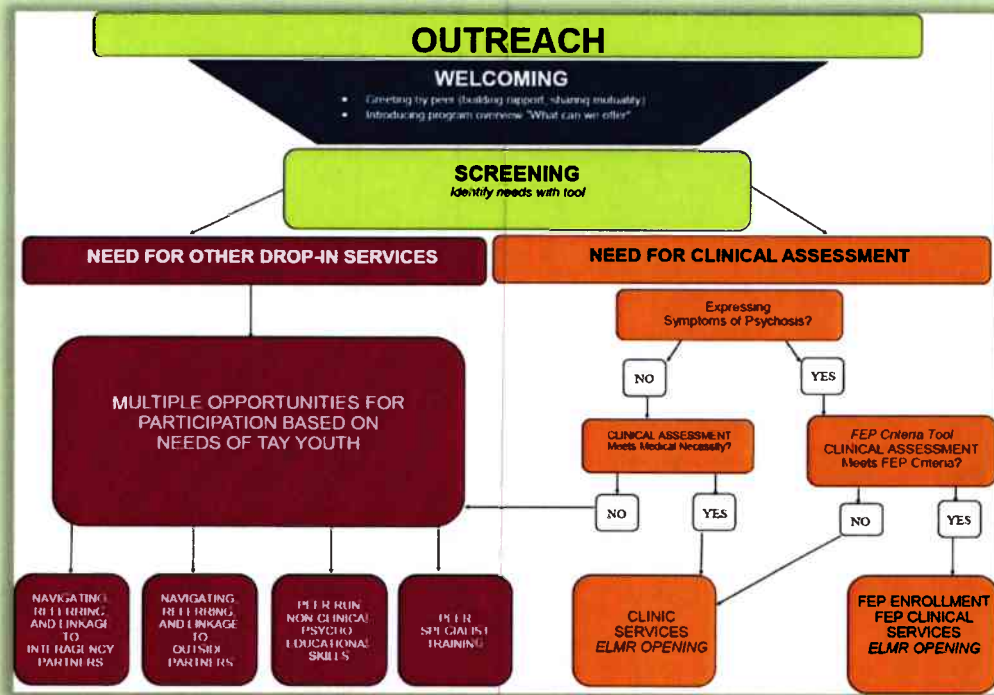 OUTREACH
WELCOMING
• Greeting by peer (building rapport, sharing mutuality)
• Introducing program overview "What can we offer"
SCREENING
Identify needs with tool
NEED FOR OTHER DROP-IN SERVICES
NEED FOR CLINICAL ASSESSMENT
Expressing
Symptoms of Psychosis?
NO
YES
MULTIPLE OPPORTUNITIES FOR
PARTICIPATION BASED ON
NEEDS OF TAY YOUTH
CLINICAL ASSESSMENT
Meets Medical Necessity?
FEP Criteria Tool
CLINICAL ASSESSMENT
Meets FEP Criteria?
NO
YES
NO
YES
NAVIGATING,
REFERRING,
AND LINKAGE
TO
INTERAGENCY
PARTNERS
NAVIGATING,
REFERRING,
AND LINKAGE
TO
OUTSIDE
PARTNERS
PEER RUN
NON CLINICAL
PSYCHO
EDUCATIONAL
SKILLS
PEER
SPECIALIST
TRAINING
CLINIC
SERVICES
ELMR OPENING
FEP ENROLLMENT
FEP CLINICAL
SERVICES
ELMR OPENING